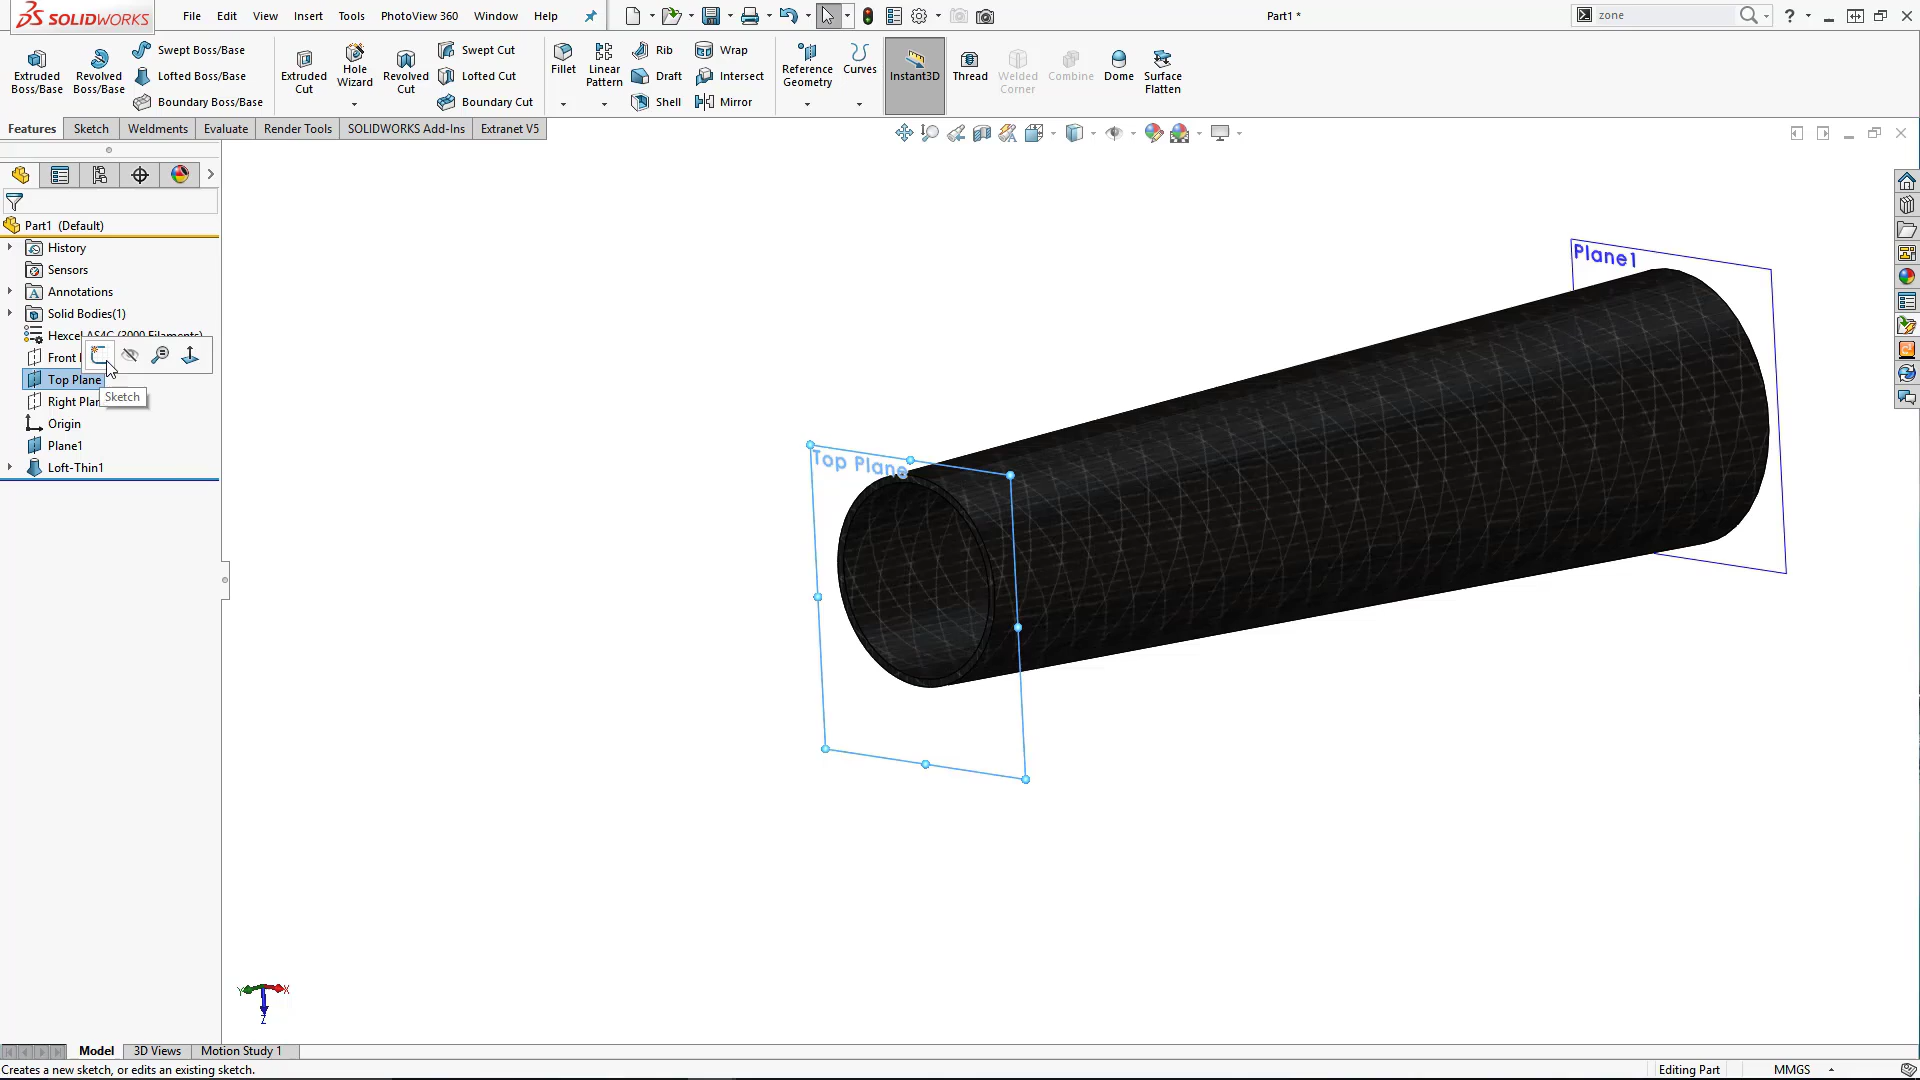 SOLIDWORKS
File Edit View Insert Tools PhotoView 360 Window Help
Part1 *
zone
Extruded Boss/Base
Revolved Boss/Base
Swept Boss/Base
Lofted Boss/Base
Boundary Boss/Base
Extruded Cut
Hole Wizard
Revolved Cut
Swept Cut
Lofted Cut
Boundary Cut
Fillet
Linear Pattern
Rib
Draft
Shell
Wrap
Intersect
Mirror
Reference Geometry
Curves
Instant3D
Thread
Welded Corner
Combine
Dome
Surface Flatten
Features Sketch Weldments Evaluate Render Tools SOLIDWORKS Add-Ins Extranet V5
Part1 (Default)
History
Sensors
Annotations
Solid Bodies(1)
Hexcel AS4C (3000 Filaments)
Front
Top Plane
Sketch
Right Plan
Origin
Plane1
Loft-Thin1
Plane1
Top Plane
Y X
Z
Model 3D Views Motion Study 1
Creates a new sketch, or edits an existing sketch.
Editing Part
MMGS